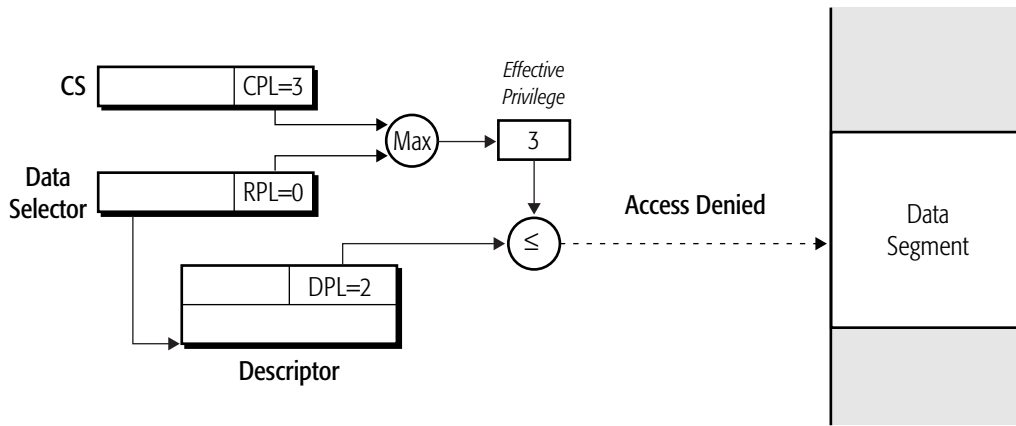 Effective
Privilege
CS
CPL=3
Max
3
Data
Selector
RPL=0
Access Denied
≤
Data
Segment
DPL=2
Descriptor